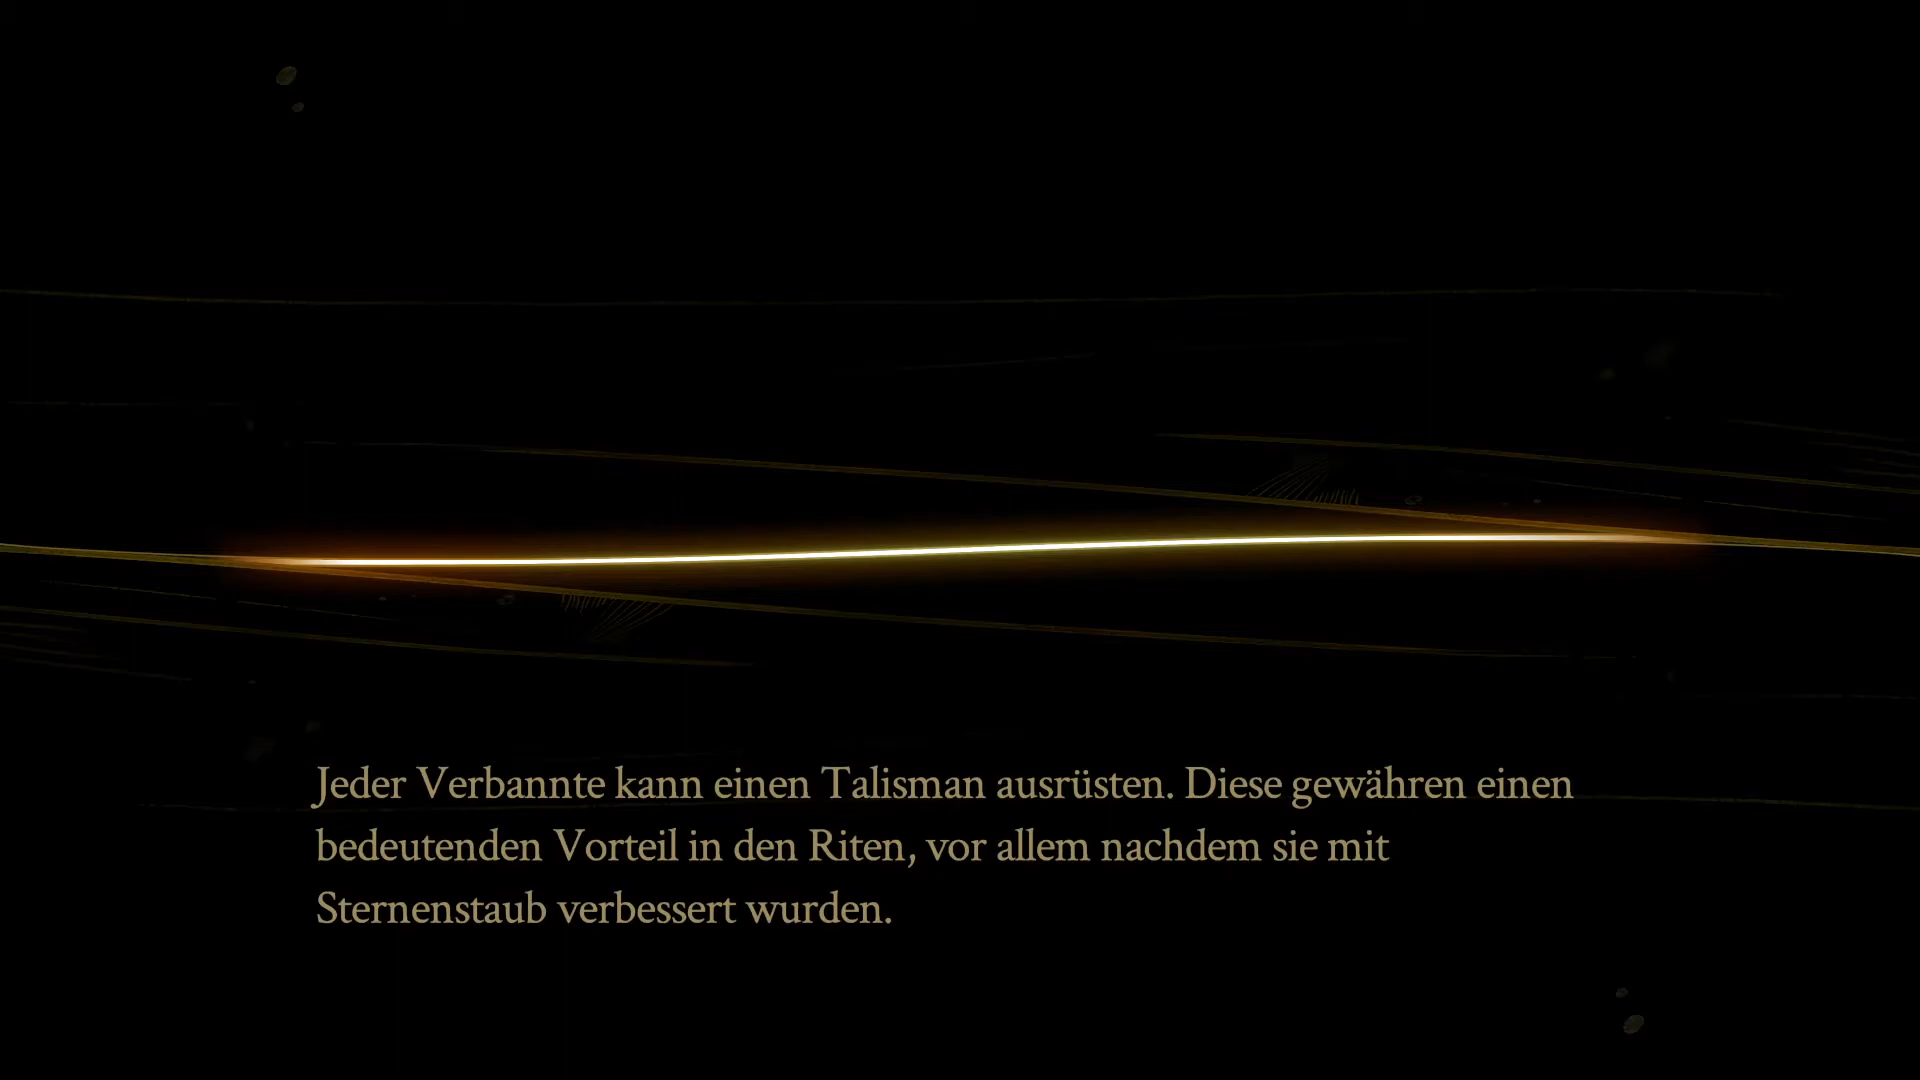 Jeder Verbannte kann einen Talisman ausrüsten. Diese gewähren einen
bedeutenden Vorteil in den Riten, vor allem nachdem sie mit
Sternenstaub verbessert wurden.